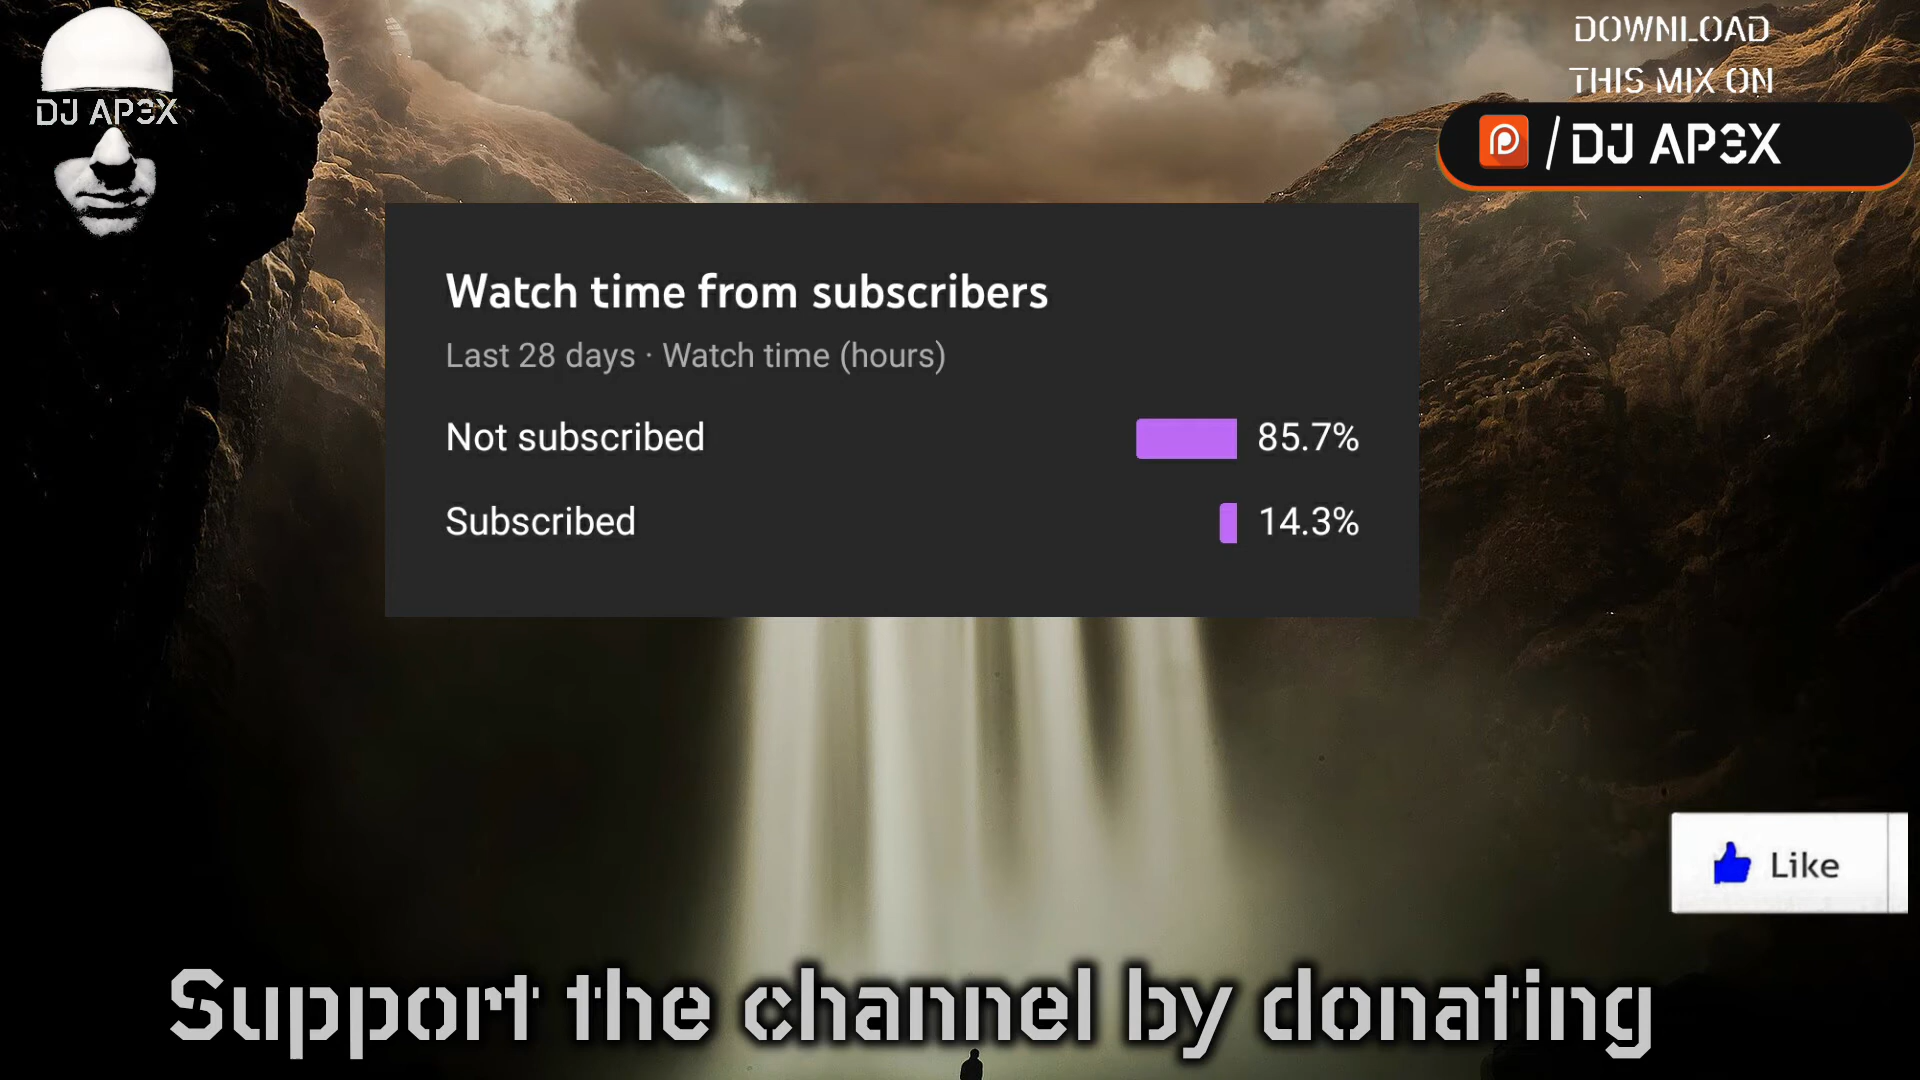 DJ AP3X
DOWNLOAD
THIS MIX ON
/DJ AP3X
Watch time from subscribers
Last 28 days · Watch time (hours)
Not subscribed 85.7%
Subscribed 14.3%
Like
Support the channel by donating